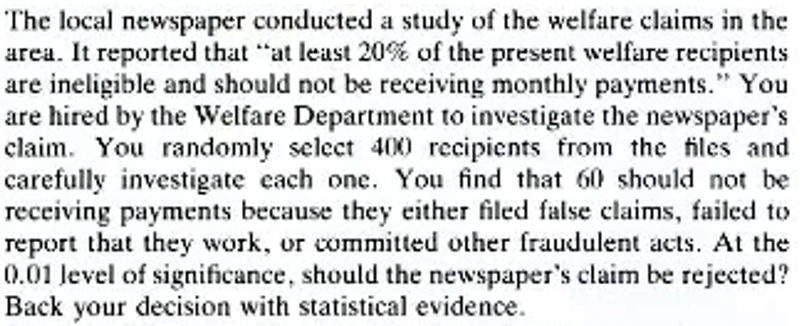 The local newspaper conducted a study of the welfare claims in the
area. It reported that “at least 20% of the present welfare recipients
are ineligible and should not be receiving monthly payments.” You
are hired by the Welfare Department to investigate the newspaper’s
claim. You randomly select 400 recipients from the files and
carefully investigate each one. You find that 60 should not be
receiving payments because they either filed false claims, failed to
report that they work, or committed other fraudulent acts. At the
0.01 level of significance, should the newspaper’s claim be rejected?
Back your decision with statistical evidence.